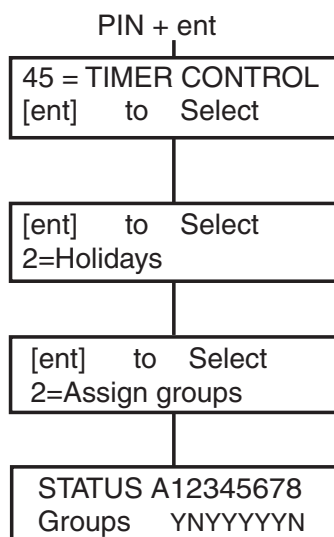 PIN + ent
45 = TIMER CONTROL
[ent] to Select
[ent] to Select
2=Holidays
[ent] to Select
2=Assign groups
STATUS A12345678
Groups YNYYYYYN